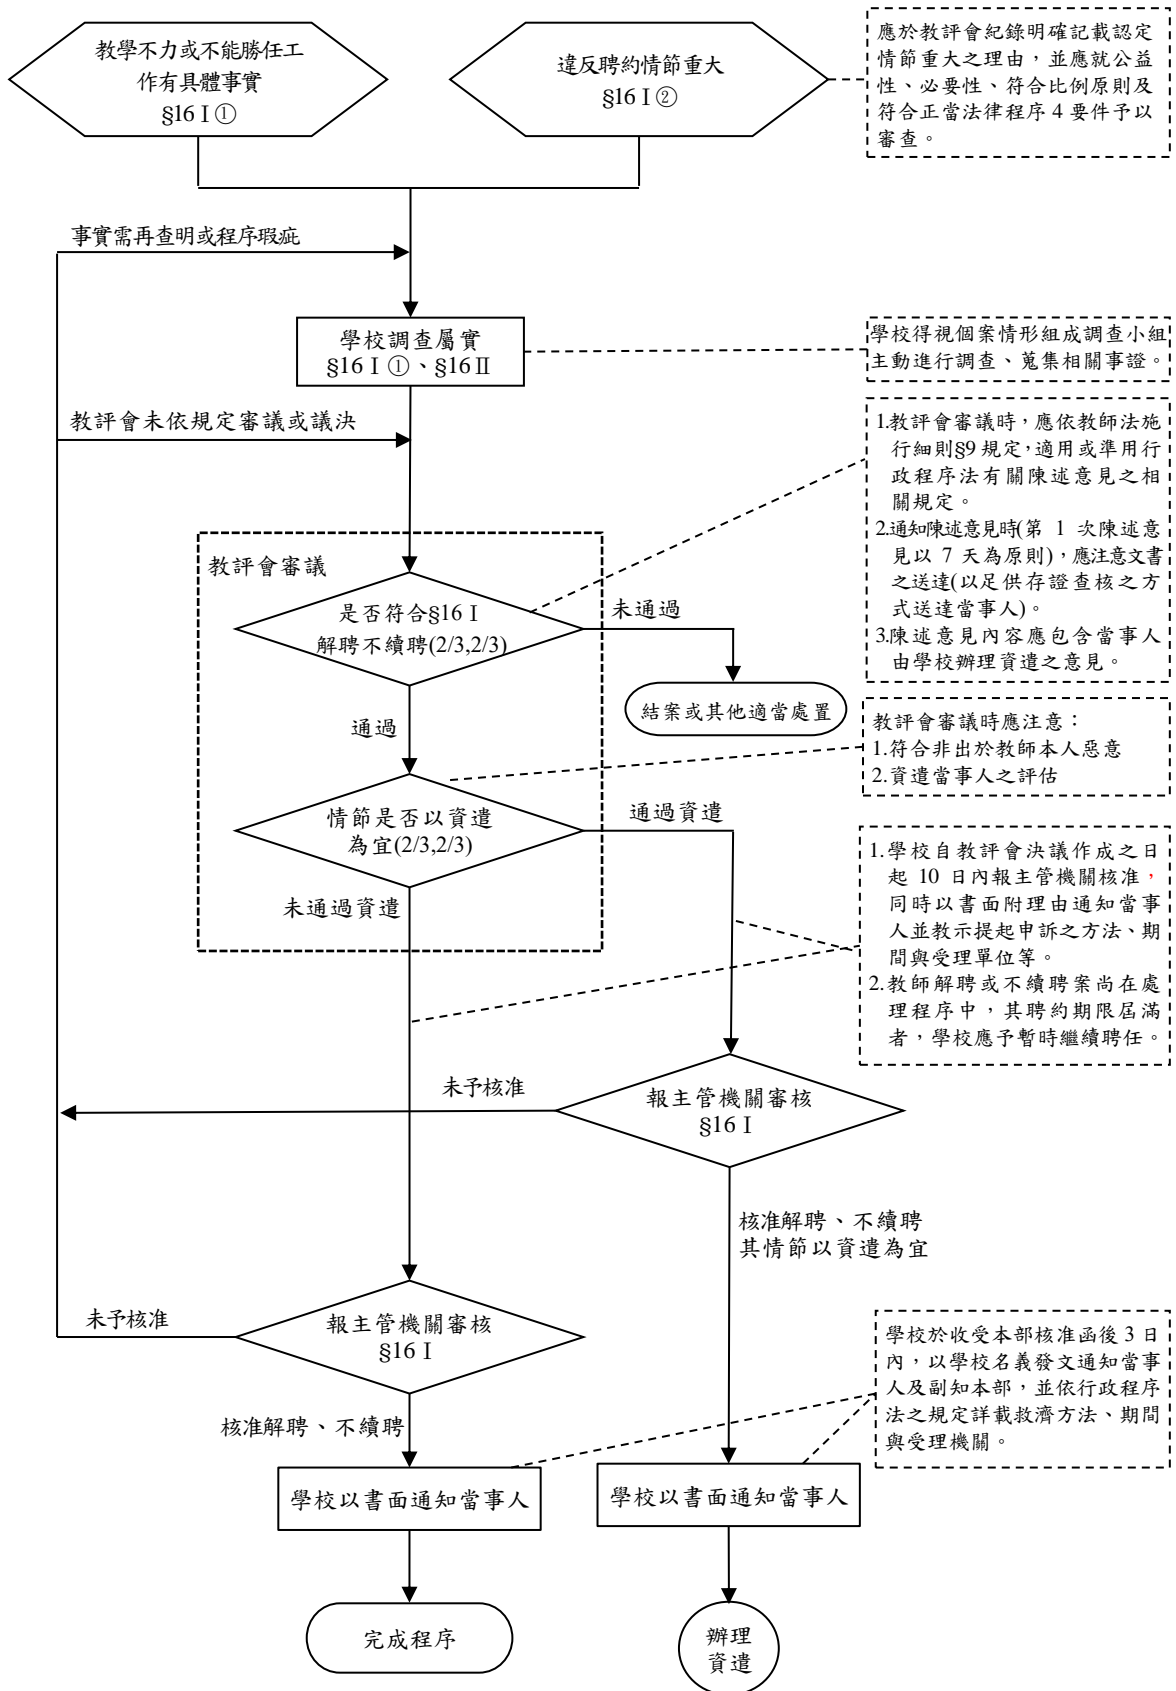 教學不力或不能勝任工
作有具體事實
§16Ⅰ①
違反聘約情節重大
§16Ⅰ②
應於教評會紀錄明確記載認定
情節重大之理由，並應就公益
性、必要性、符合比例原則及
符合正當法律程序 4 要件予以
審查。
事實需再查明或程序瑕疵
學校調查屬實
§16Ⅰ①、§16Ⅱ
學校得視個案情形組成調查小組
主動進行調查、蒐集相關事證。
教評會未依規定審議或議決
1.教評會審議時，應依教師法施
行細則§9 規定，適用或準用行
政程序法有關陳述意見之相
關規定。
2.通知陳述意見時(第 1 次陳述意
見以 7 天為原則)，應注意文書
之送達(以足供存證查核之方
式送達當事人)。
3.陳述意見內容應包含當事人
由學校辦理資遣之意見。
教評會審議
是否符合§16Ⅰ
解聘不續聘(2/3,2/3)
未通過
結案或其他適當處置
通過
教評會審議時應注意：
1.符合非出於教師本人惡意
2.資遣當事人之評估
情節是否以資遣
為宜(2/3,2/3)
通過資遣
未通過資遣
1.學校自教評會決議作成之日
起 10 日內報主管機關核准，
同時以書面附理由通知當事
人並教示提起申訴之方法、期
間與受理單位等。
2.教師解聘或不續聘案尚在處
理程序中，其聘約期限屆滿
者，學校應予暫時繼續聘任。
未予核准
報主管機關審核
§16Ⅰ
核准解聘、不續聘
其情節以資遣為宜
未予核准
報主管機關審核
§16Ⅰ
學校於收受本部核准函後 3 日
內，以學校名義發文通知當事
人及副知本部，並依行政程序
法之規定詳載救濟方法、期間
與受理機關。
核准解聘、不續聘
學校以書面通知當事人
學校以書面通知當事人
完成程序
辦理
資遣